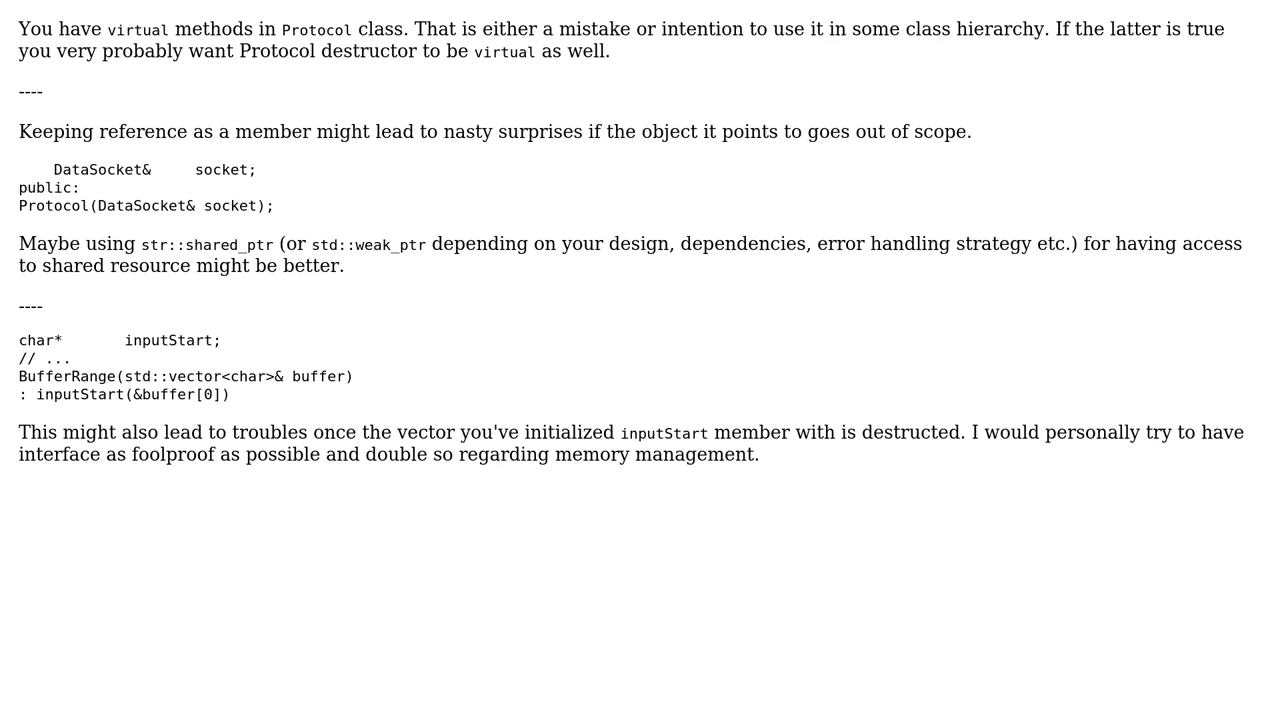 You have virtual methods in Protocol class. That is either a mistake or intention to use it in some class hierarchy. If the latter is true
you very probably want Protocol destructor to be virtual as well.
----
Keeping reference as a member might lead to nasty surprises if the object it points to goes out of scope.
    DataSocket&     socket;
public:
Protocol(DataSocket& socket);
Maybe using str::shared_ptr (or std::weak_ptr depending on your design, dependencies, error handling strategy etc.) for having access
to shared resource might be better.
----
char*       inputStart;
// ...
BufferRange(std::vector<char>& buffer)
: inputStart(&buffer[0])
This might also lead to troubles once the vector you've initialized inputStart member with is destructed. I would personally try to have
interface as foolproof as possible and double so regarding memory management.